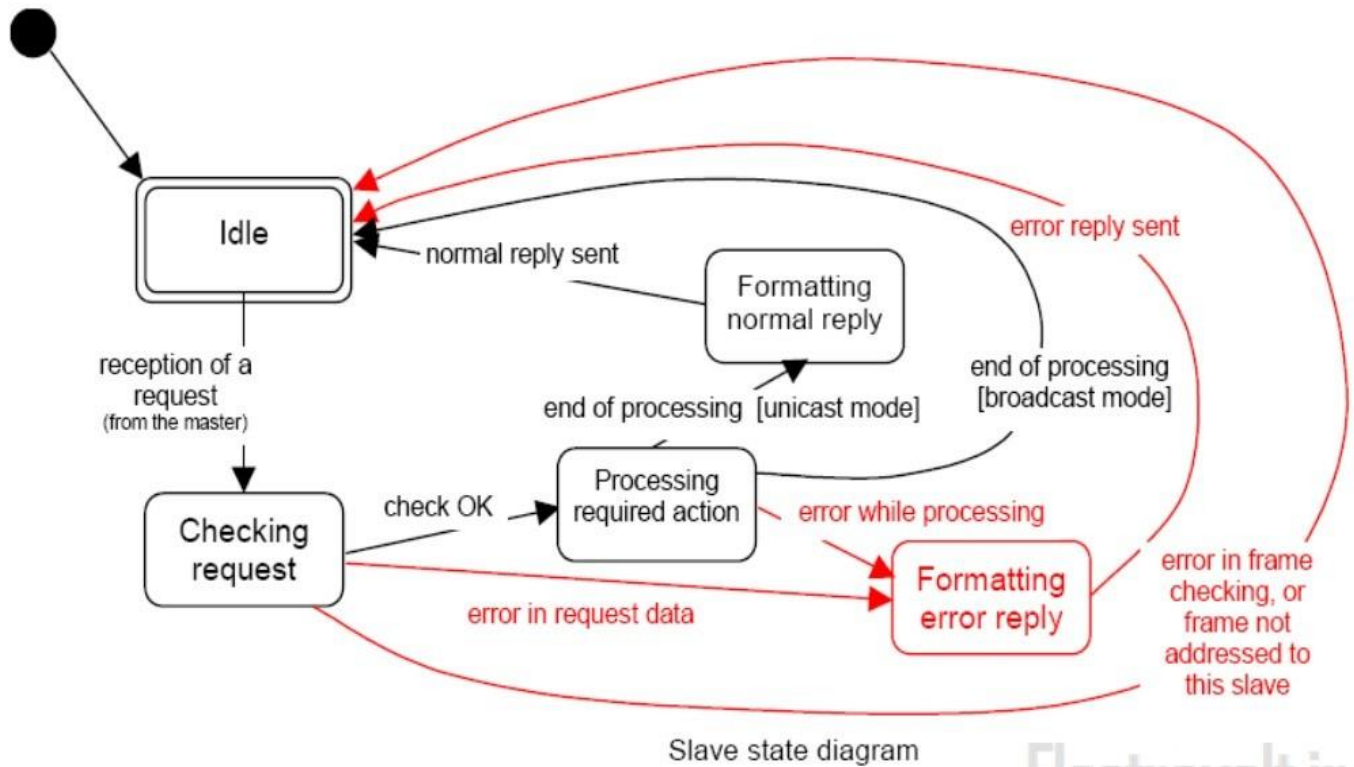 Idle
error reply sent
normal reply sent
Formatting
normal reply
reception of a
request
(from the master)
end of processing
[broadcast mode]
end of processing [unicast mode]
Processing
required action
check OK
Checking
request
error while processing
error in request data
Formatting
error reply
error in frame
checking, or
frame not
addressed to
this slave
Slave state diagram